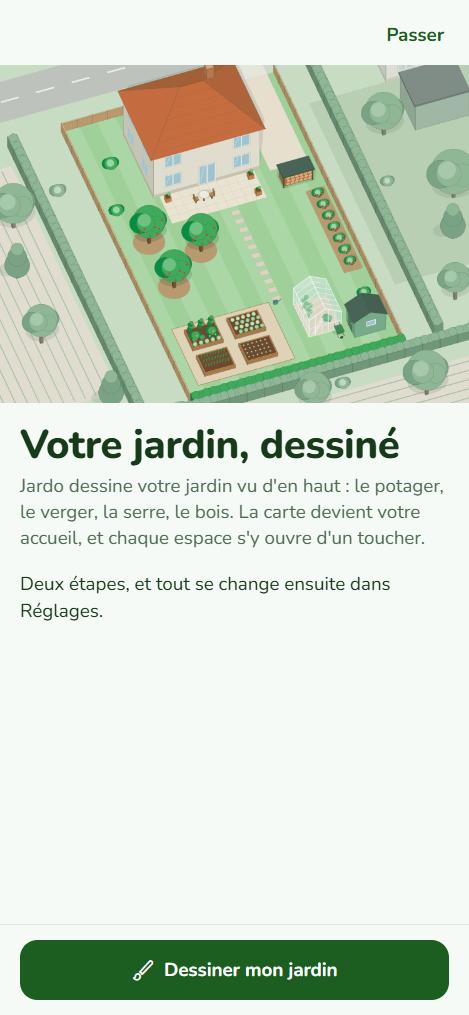 Passer
Votre jardin, dessiné
Jardo dessine votre jardin vu d'en haut : le potager,
le verger, la serre, le bois. La carte devient votre
accueil, et chaque espace s'y ouvre d'un toucher.
Deux étapes, et tout se change ensuite dans
Réglages.
Dessiner mon jardin